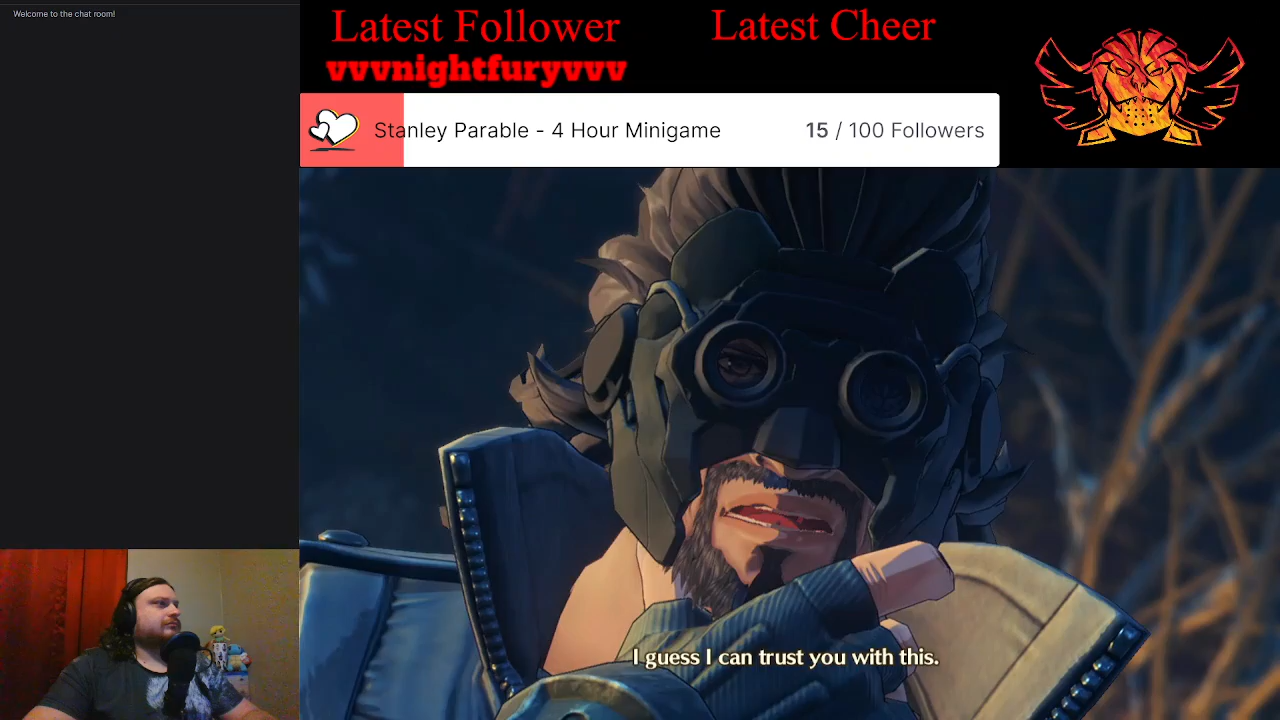 Welcome to the chat room!
Latest Follower
vvvnightfuryvvv
Latest Cheer
Stanley Parable - 4 Hour Minigame
15 / 100 Followers
I guess I can trust you with this.